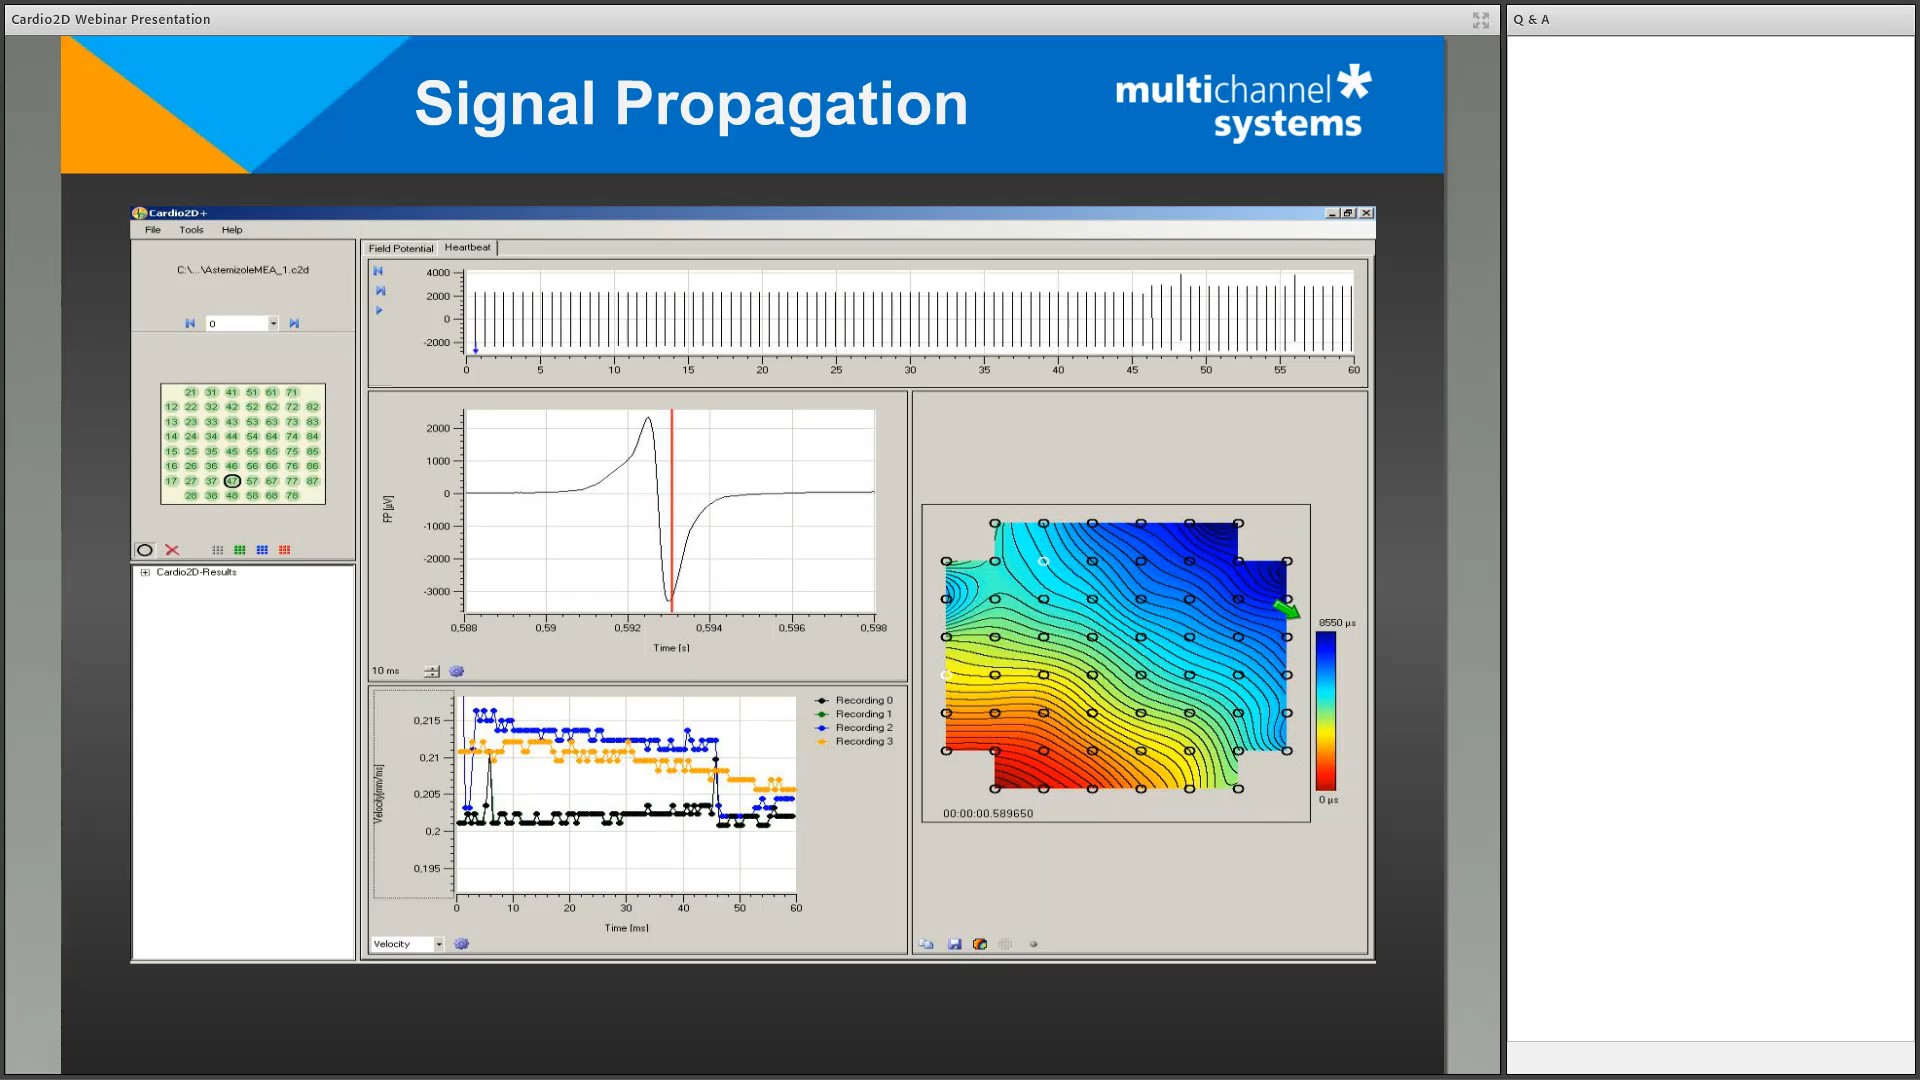 Cardio2D Webinar Presentation
Q & A
Signal Propagation
multichannel*
systems
Cardio2D+
File Tools Help
C:\...\AstemizoleMEA_1.c2d
0
21 31 41 51 61 71
12 22 32 42 52 62 72 82
13 23 33 43 53 63 73 83
14 24 34 44 54 64 74 84
15 25 35 45 55 65 75 85
16 26 36 46 56 66 76 86
17 27 37 47 57 67 77 87
28 38 48 58 68 78
Cardio2D-Results
Field Potential Heartbeat
4000
2000
0
-2000
0 5 10 15 20 25 30 35 40 45 50 55 60
FP [µV]
2000
1000
0
-1000
-2000
-3000
0,588 0,59 0,592 0,594 0,596 0,598
Time [s]
10 ms
Velocity[mm/ms]
0,215
0,21
0,205
0,2
0,195
0 10 20 30 40 50 60
Time [ms]
Recording 0
Recording 1
Recording 2
Recording 3
Velocity
8550 µs
0 µs
00:00:00.589650